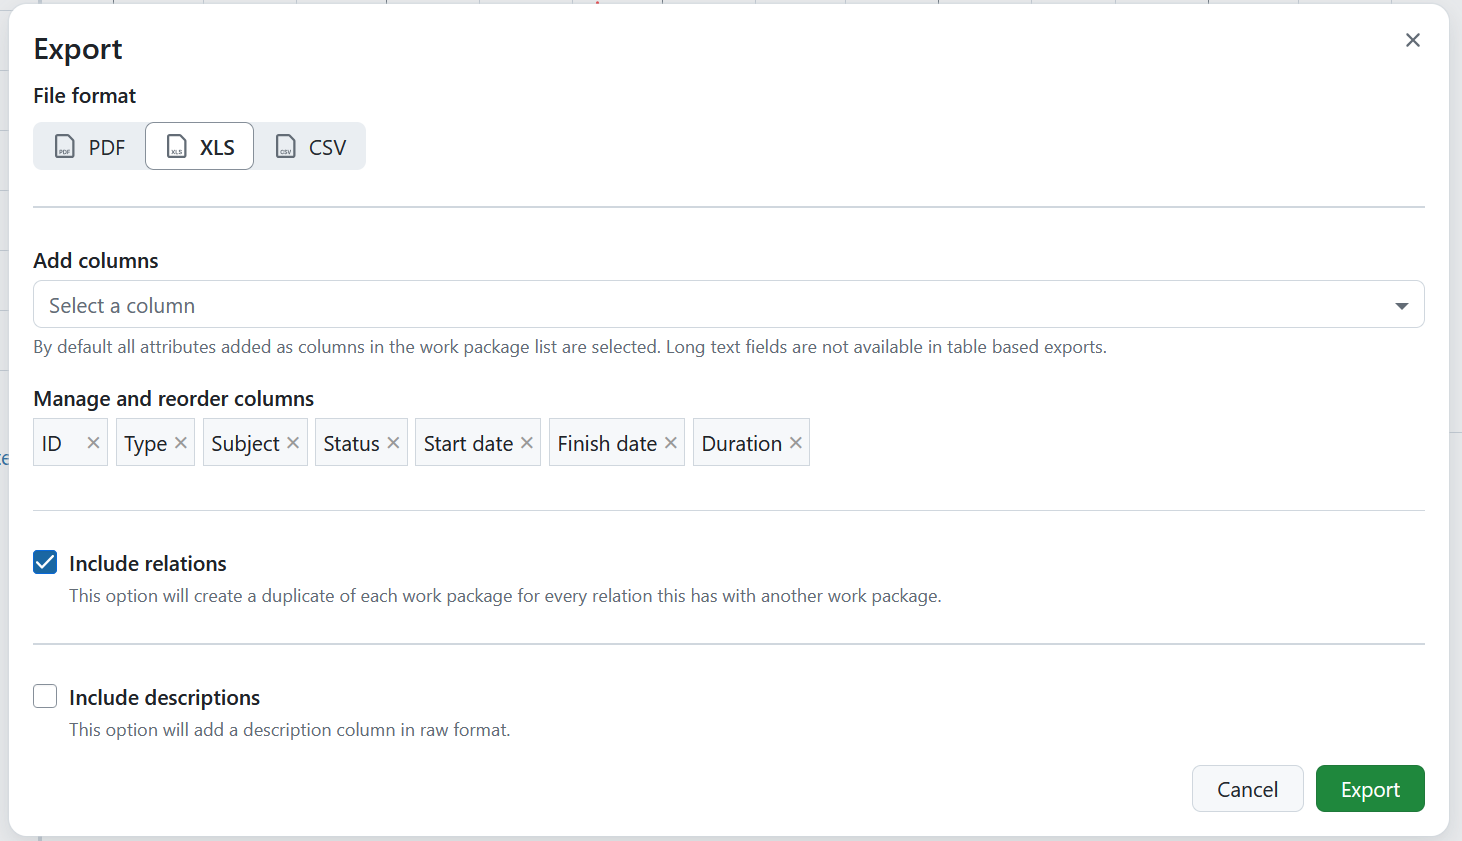 Export
File format
PDF XLS CSV
Add columns
Select a column
By default all attributes added as columns in the work package list are selected. Long text fields are not available in table based exports.
Manage and reorder columns
ID Type Subject Status Start date Finish date Duration
Include relations
This option will create a duplicate of each work package for every relation this has with another work package.
Include descriptions
This option will add a description column in raw format.
Cancel Export